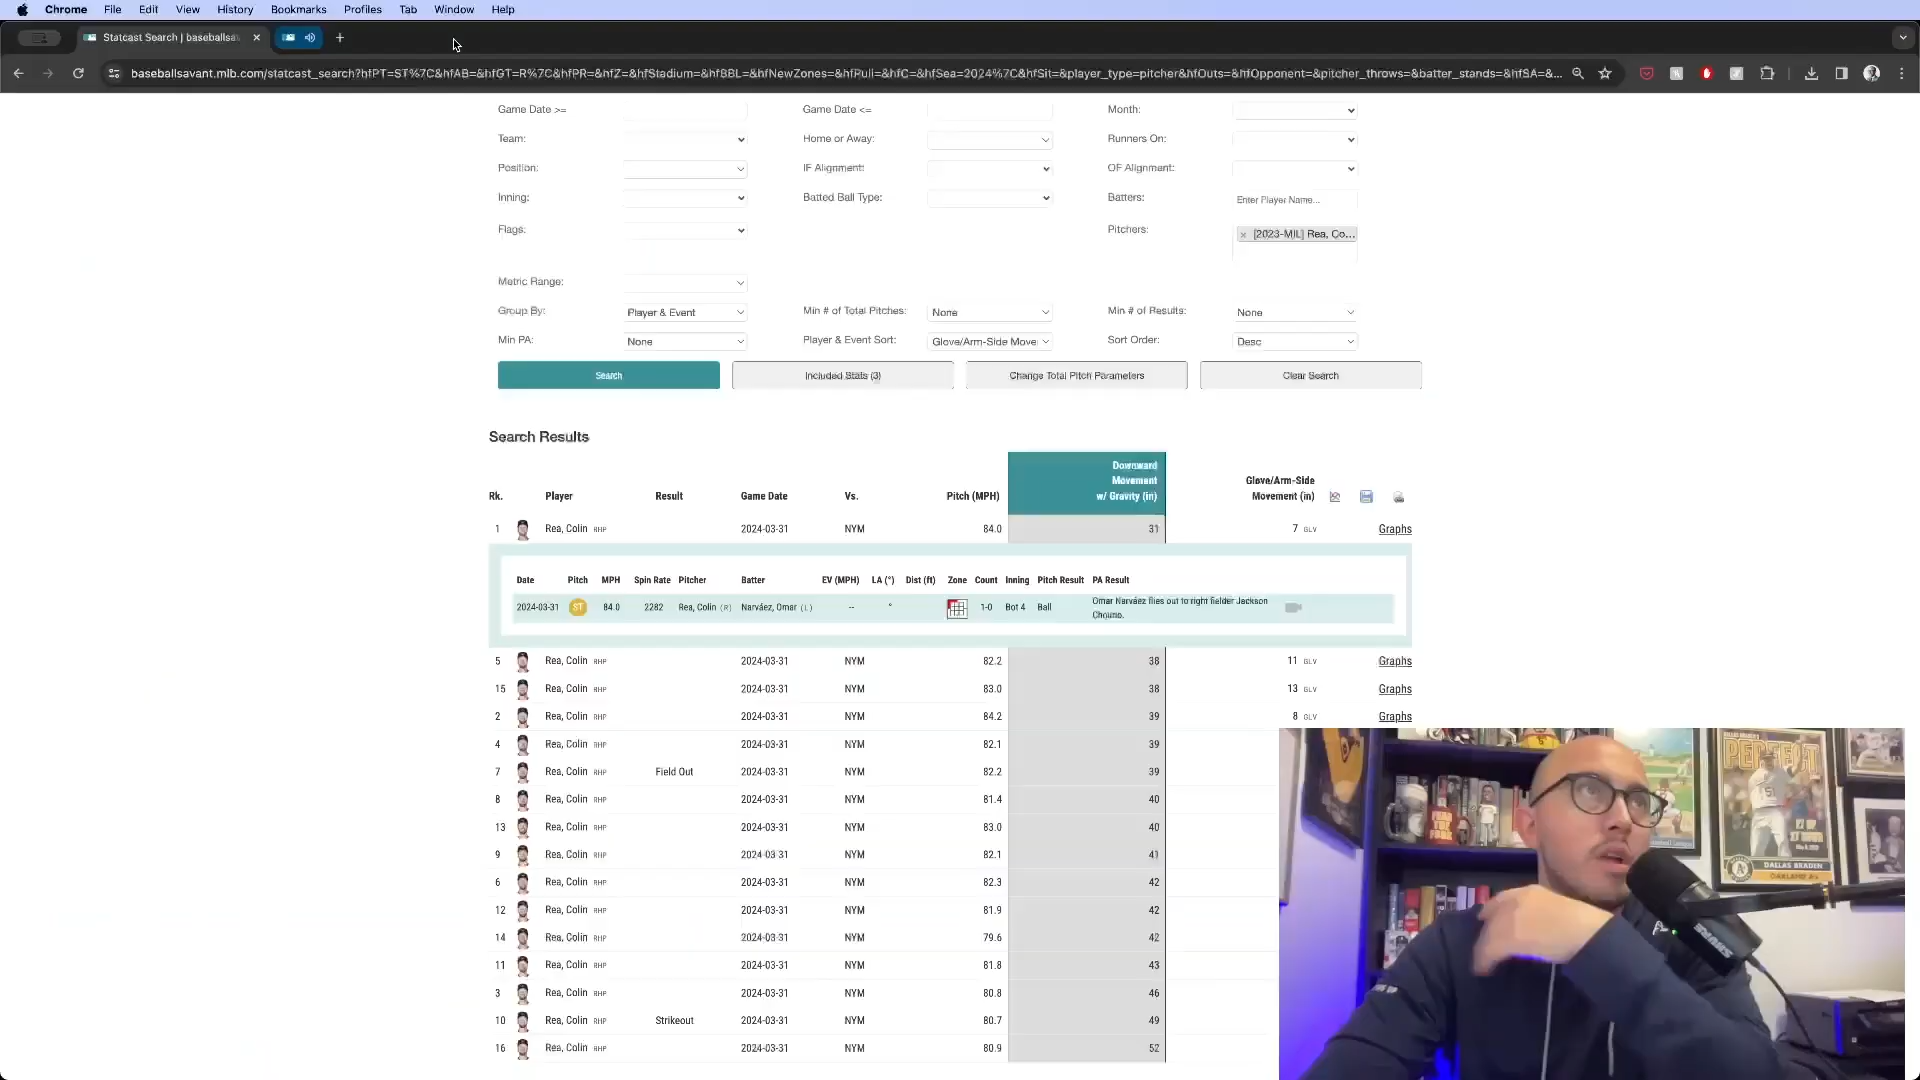 Chrome File Edit View History Bookmarks Profiles Tab Window Help
Statcast Search | baseballsav
baseballsavant.mlb.com/statcast_search?hfPT=ST%7C&hfAB=&hfGT=R%7C&hfPR=&hfZ=&hfStadium=&hfBBL=&hfNewZones=&hfPull=&hfC=&hfSea=2024%7C&hfSit=&player_type=pitcher&hfOuts=&hfOpponent=&pitcher_throws=&batter_stands=&hfSA=&...
Game Date >= Game Date <= Month:
Team: Home or Away: Runners On:
Position: IF Alignment: OF Alignment:
Inning: Batted Ball Type: Batters: Enter Player Name...
Flags: Pitchers: × [2023-MIL] Rea, Co...
Metric Range:
Group By: Player & Event Min # of Total Pitches: None Min # of Results: None
Min PA: None Player & Event Sort: Glove/Arm-Side Move Sort Order: Desc
Search Included Stats (3) Change Total Pitch Parameters Clear Search
Search Results
Rk. Player Result Game Date Vs. Pitch (MPH) Downward Movement w/ Gravity (in) Glove/Arm-Side Movement (in)
1 Rea, Colin RHP 2024-03-31 NYM 84.0 31 7 GLV Graphs
Date Pitch MPH Spin Rate Pitcher Batter EV (MPH) LA (°) Dist (ft) Zone Count Inning Pitch Result PA Result
2024-03-31 ST 84.0 2282 Rea, Colin (R) Narváez, Omar (L) -- ° 1-0 Bot 4 Ball Omar Narváez flies out to right fielder Jackson
Chourio.
5 Rea, Colin RHP 2024-03-31 NYM 82.2 38 11 GLV Graphs
15 Rea, Colin RHP 2024-03-31 NYM 83.0 38 13 GLV Graphs
2 Rea, Colin RHP 2024-03-31 NYM 84.2 39 8 GLV Graphs
4 Rea, Colin RHP 2024-03-31 NYM 82.1 39
7 Rea, Colin RHP Field Out 2024-03-31 NYM 82.2 39
8 Rea, Colin RHP 2024-03-31 NYM 81.4 40
13 Rea, Colin RHP 2024-03-31 NYM 83.0 40
9 Rea, Colin RHP 2024-03-31 NYM 82.1 41
6 Rea, Colin RHP 2024-03-31 NYM 82.3 42
12 Rea, Colin RHP 2024-03-31 NYM 81.9 42
14 Rea, Colin RHP 2024-03-31 NYM 79.6 42
11 Rea, Colin RHP 2024-03-31 NYM 81.8 43
3 Rea, Colin RHP 2024-03-31 NYM 80.8 46
10 Rea, Colin RHP Strikeout 2024-03-31 NYM 80.7 49
16 Rea, Colin RHP 2024-03-31 NYM 80.9 52
PERFECT
51
DALLAS BRADEN
OAKLAND A's